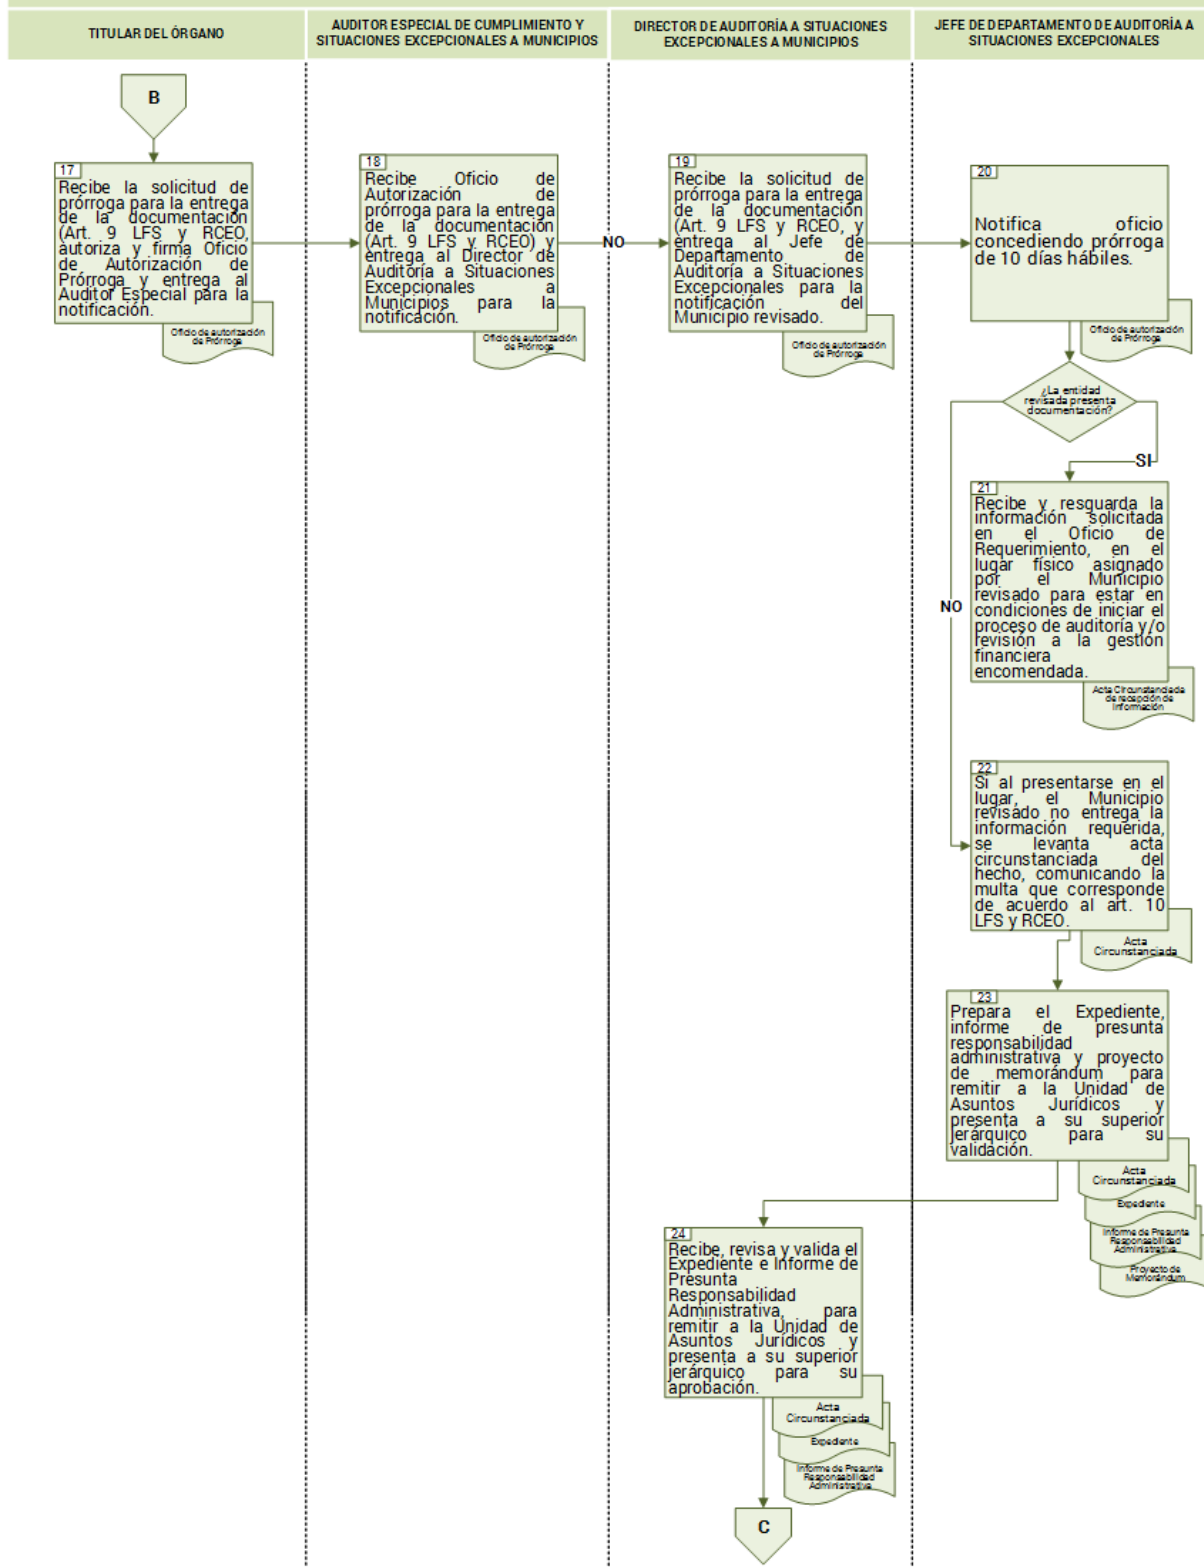 TITULAR DEL ÓRGANO
AUDITOR ESPECIAL DE CUMPLIMIENTO Y
SITUACIONES EXCEPCIONALES A MUNICIPIOS
DIRECTOR DE AUDITORÍA A SITUACIONES
EXCEPCIONALES A MUNICIPIOS
JEFE DE DEPARTAMENTO DE AUDITORÍA A
SITUACIONES EXCEPCIONALES
B
17
Recibe la solicitud de
prórroga para la entrega
de la documentación
(Art. 9 LFS y RCEO,
autoriza y firma Oficio
de Autorización de
Prórroga y entrega al
Auditor Especial para la
notificación.
Oficio de autorización
de Prórroga
18
Recibe Oficio de
Autorización de
prórroga para la entrega
de la documentación
(Art. 9 LFS y RCEO) y
entrega al Director de
Auditoría a Situaciones
Excepcionales a
Municipios para la
notificación.
Oficio de autorización
de Prórroga
NO
19
Recibe la solicitud de
prórroga para la entrega
de la documentación
(Art. 9 LFS y RCEO, y
entrega al Jefe de
Departamento de
Auditoría a Situaciones
Excepcionales para la
notificación del
Municipio revisado.
Oficio de autorización
de Prórroga
20
Notifica oficio
concediendo prórroga
de 10 días hábiles.
Oficio de autorización
de Prórroga
¿La entidad
revisada presenta
documentación?
SI
NO
21
Recibe y resguarda la
información solicitada
en el Oficio de
Requerimiento, en el
lugar físico asignado
por el Municipio
revisado para estar en
condiciones de iniciar el
proceso de auditoría y/o
revisión a la gestión
financiera
encomendada.
Acta Circunstanciada
de recepción de
Información
22
Si al presentarse en el
lugar, el Municipio
revisado no entrega la
información requerida,
se levanta acta
circunstanciada del
hecho, comunicando la
multa que corresponde
de acuerdo al art. 10
LFS y RCEO.
Acta
Circunstanciada
23
Prepara el Expediente,
informe de presunta
responsabilidad
administrativa y proyecto
de memorándum para
remitir a la Unidad de
Asuntos Jurídicos y
presenta a su superior
jerárquico para su
validación.
Acta
Circunstanciada
Expediente
Informe de Presunta
Responsabilidad
Administrativa
Proyecto de
Memorándum
24
Recibe, revisa y valida el
Expediente e Informe de
Presunta
Responsabilidad
Administrativa, para
remitir a la Unidad de
Asuntos Jurídicos y
presenta a su superior
jerárquico para su
aprobación.
Acta
Circunstanciada
Expediente
Informe de Presunta
Responsabilidad
Administrativa
C